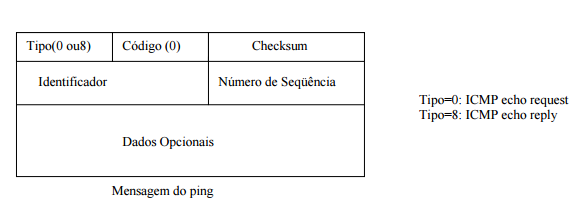 Tipo(0 ou8) Código (0) Checksum
Identificador Número de Seqüência
Tipo=0: ICMP echo request
Tipo=8: ICMP echo reply
Dados Opcionais
Mensagem do ping